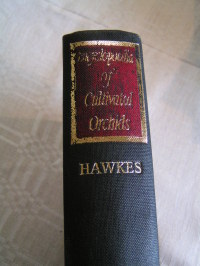 Encyclopaedia
of
Cultivated
Orchids
HAWKES